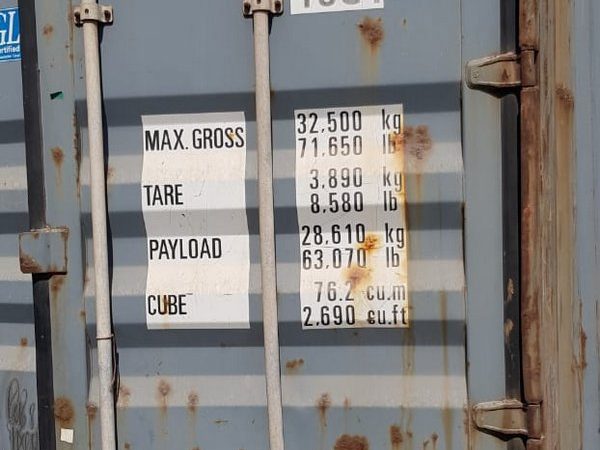 GL
MAX. GROSS 32,500 kg
71,650 lb
TARE 3,890 kg
8,580 lb
PAYLOAD 28,610 kg
63,070 lb
CUBE 76.2 cu.m
2,690 cu.ft